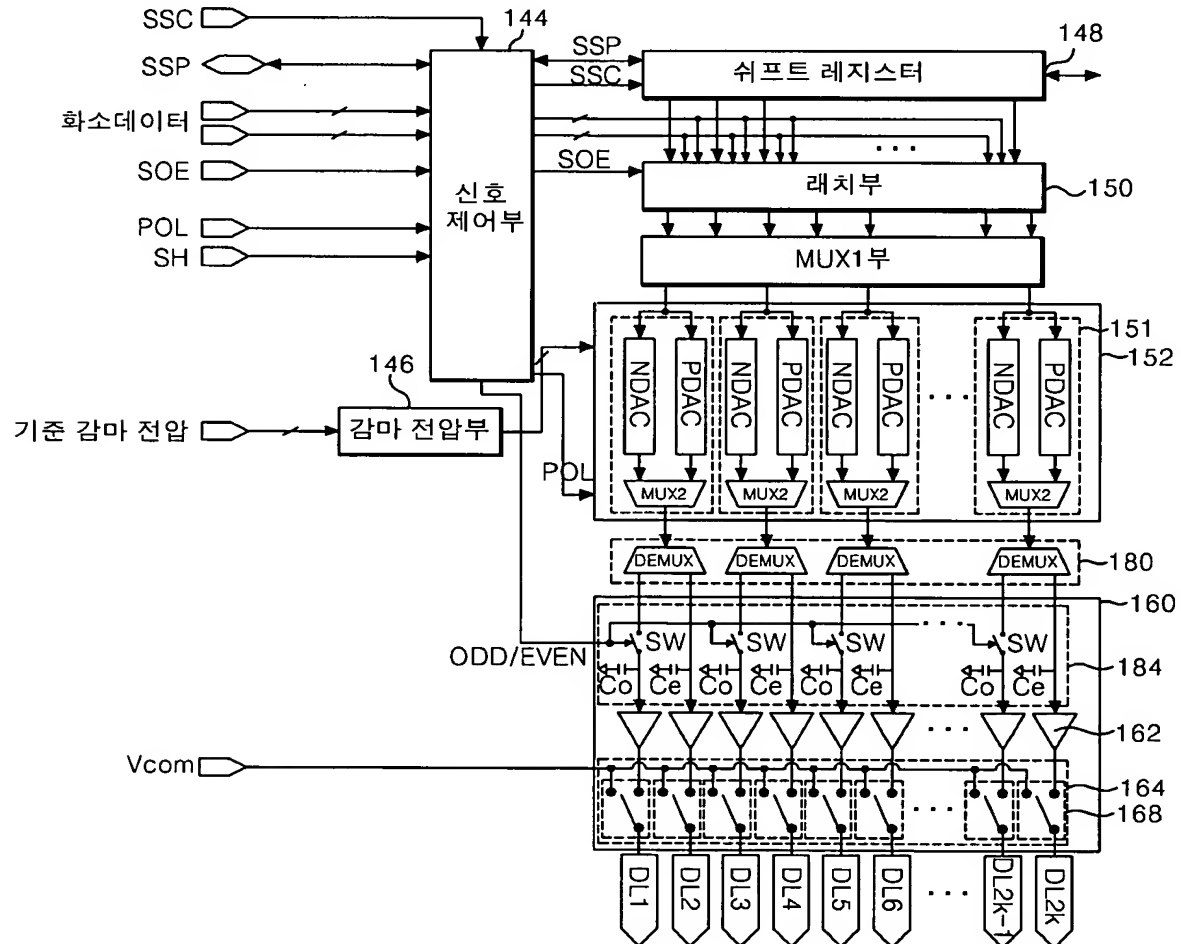 SSC
144
SSP
SSP
148
SSC
쉬프트 레지스터
화소데이터
SOE
SOE
래치부
150
신호
제어부
POL
SH
MUX1부
NDAC PDAC NDAC PDAC NDAC PDAC NDAC PDAC
151
152
146
기준 감마 전압
감마 전압부
POL
MUX2 MUX2 MUX2 MUX2
DEMUX DEMUX DEMUX DEMUX
180
160
SW SW SW SW
ODD/EVEN
Co Ce Co Ce Co Ce Co Ce
184
162
Vcom
164
168
DL1 DL2 DL3 DL4 DL5 DL6 DL2k-1 DL2k